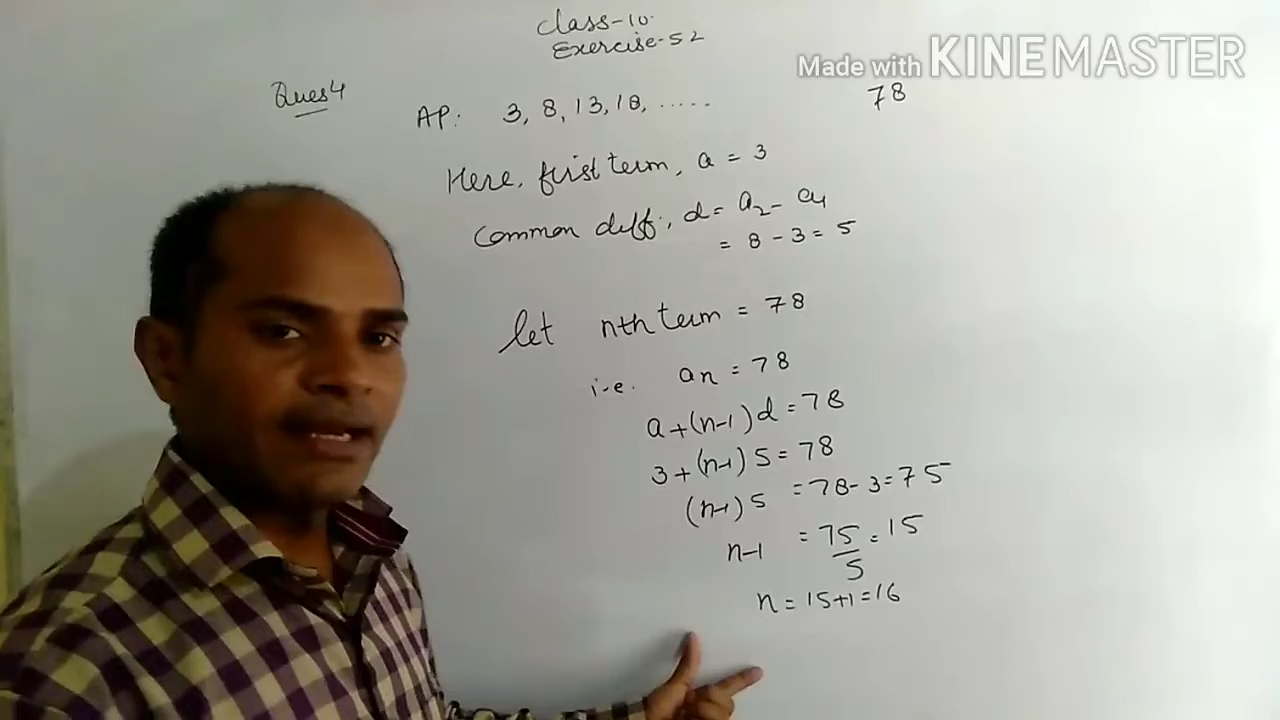 Class-10.
Exercise-5 2
Made with KINEMASTER
Ques 4
AP: 3, 8, 13, 18, ..... 78
Here, first term, a = 3
Common diff., d = a2 - a1
= 8 - 3 = 5
let nth term = 78
i-e. an = 78
a+(n-1)d = 78
3+(n-1)5 = 78
(n-1)5 = 78-3 = 75
n-1 = 75/5 = 15
n = 15+1 = 16